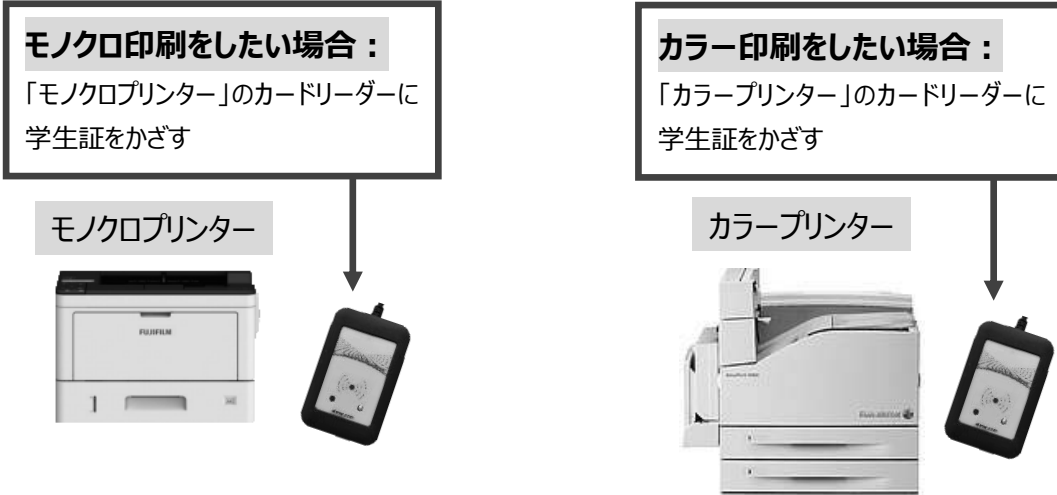 モノクロ印刷をしたい場合：
「モノクロプリンター」のカードリーダーに
学生証をかざす
モノクロプリンター
FUJIFILM
カラー印刷をしたい場合：
「カラープリンター」のカードリーダーに
学生証をかざす
カラープリンター
FUJI XEROX